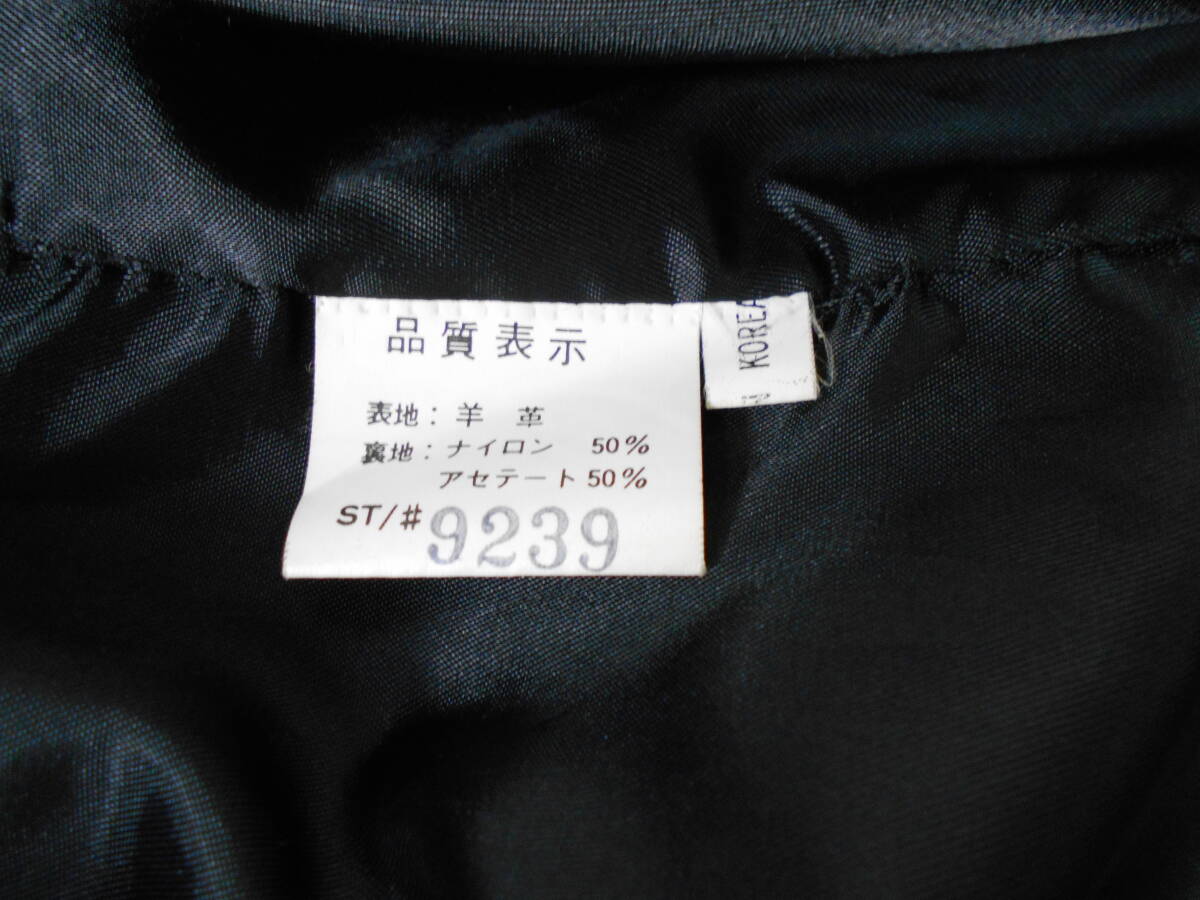 品質表示
表地：羊 革
裏地：ナイロン 50%
アセテート 50%
ST/# 9239
KOREA